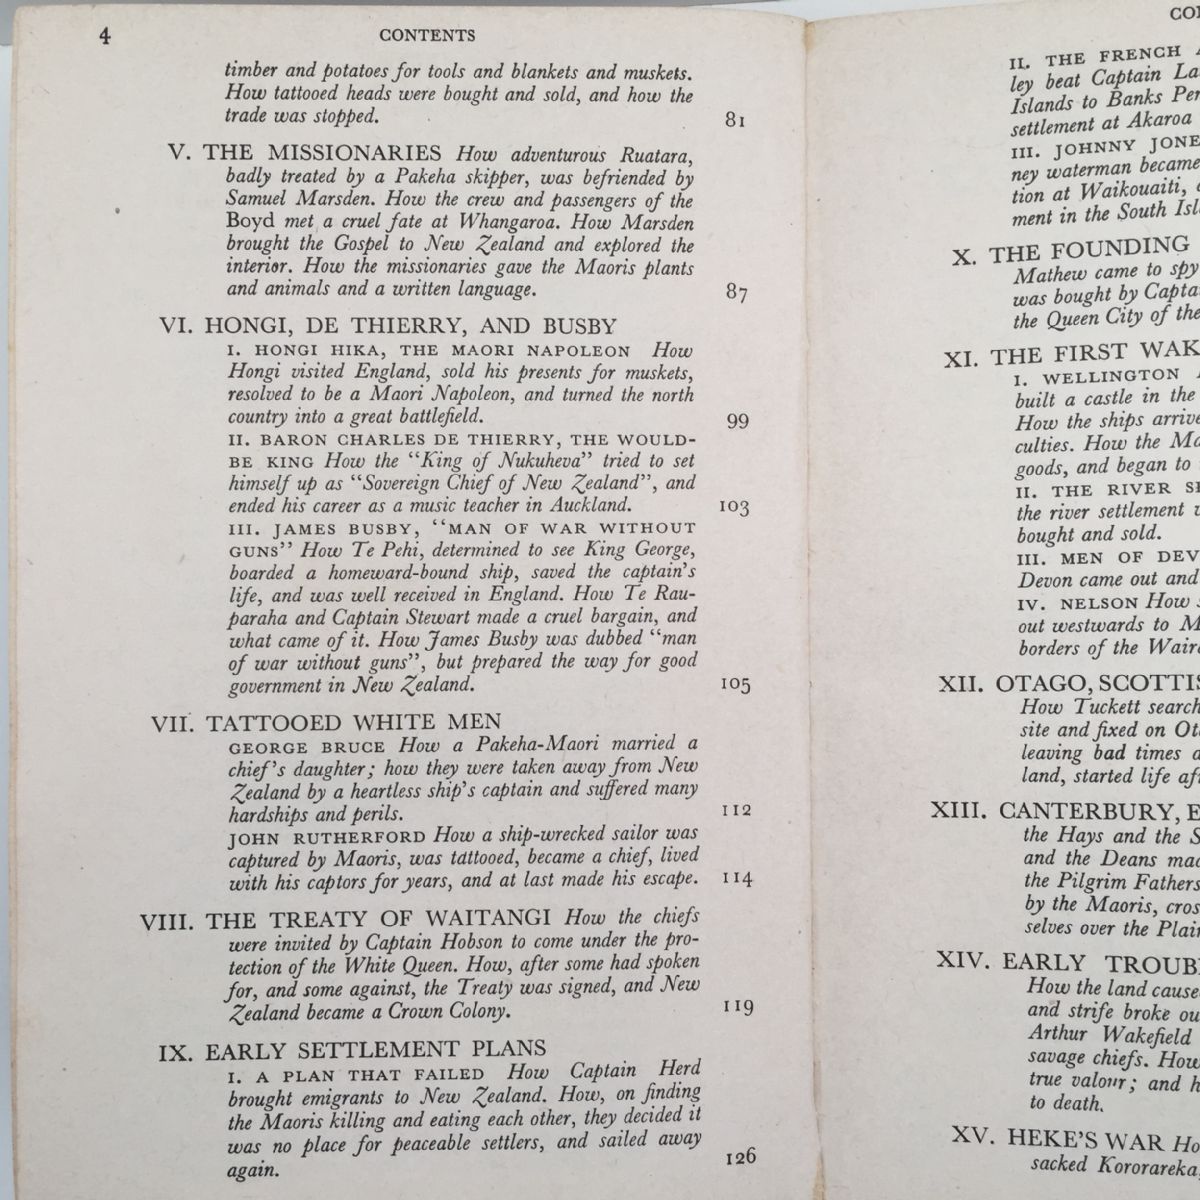 4
CONTENTS
timber and potatoes for tools and blankets and muskets.
How tattooed heads were bought and sold, and how the
trade was stopped. 81
V. THE MISSIONARIES How adventurous Ruatara,
badly treated by a Pakeha skipper, was befriended by
Samuel Marsden. How the crew and passengers of the
Boyd met a cruel fate at Whangaroa. How Marsden
brought the Gospel to New Zealand and explored the
interior. How the missionaries gave the Maoris plants
and animals and a written language. 87
VI. HONGI, DE THIERRY, AND BUSBY
I. HONGI HIKA, THE MAORI NAPOLEON How
Hongi visited England, sold his presents for muskets,
resolved to be a Maori Napoleon, and turned the north
country into a great battlefield. 99
II. BARON CHARLES DE THIERRY, THE WOULD-
BE KING How the "King of Nukuheva" tried to set
himself up as "Sovereign Chief of New Zealand", and
ended his career as a music teacher in Auckland. 103
III. JAMES BUSBY, "MAN OF WAR WITHOUT
GUNS" How Te Pehi, determined to see King George,
boarded a homeward-bound ship, saved the captain's
life, and was well received in England. How Te Rau-
paraha and Captain Stewart made a cruel bargain, and
what came of it. How James Busby was dubbed "man
of war without guns", but prepared the way for good
government in New Zealand. 105
VII. TATTOOED WHITE MEN
GEORGE BRUCE How a Pakeha-Maori married a
chief's daughter; how they were taken away from New
Zealand by a heartless ship's captain and suffered many
hardships and perils. 112
JOHN RUTHERFORD How a ship-wrecked sailor was
captured by Maoris, was tattooed, became a chief, lived
with his captors for years, and at last made his escape. 114
VIII. THE TREATY OF WAITANGI How the chiefs
were invited by Captain Hobson to come under the pro-
tection of the White Queen. How, after some had spoken
for, and some against, the Treaty was signed, and New
Zealand became a Crown Colony. 119
IX. EARLY SETTLEMENT PLANS
I. A PLAN THAT FAILED How Captain Herd
brought emigrants to New Zealand. How, on finding
the Maoris killing and eating each other, they decided it
was no place for peaceable settlers, and sailed away
again. 126
II. THE FRENCH
ley beat Captain La
Islands to Banks Pen
settlement at Akaroa
III. JOHNNY JONE
ney waterman became
tion at Waikouaiti,
ment in the South Isl
X. THE FOUNDING
Mathew came to spy
was bought by Capta
the Queen City of the
XI. THE FIRST WAK
I. WELLINGTON
built a castle in the
How the ships arrive
culties. How the Ma
goods, and began to
II. THE RIVER SE
the river settlement
bought and sold.
III. MEN OF DEV
Devon came out and
IV. NELSON How
out westwards to M
borders of the Waira
XII. OTAGO, SCOTTIS
How Tuckett search
site and fixed on Ot
leaving bad times a
land, started life aft
XIII. CANTERBURY, E
the Hays and the S
and the Deans mad
the Pilgrim Fathers
by the Maoris, cros
selves over the Plain
XIV. EARLY TROUB
How the land cause
and strife broke ou
Arthur Wakefield
savage chiefs. How
true valour; and h
to death.
XV. HEKE'S WAR Ho
sacked Kororareka,